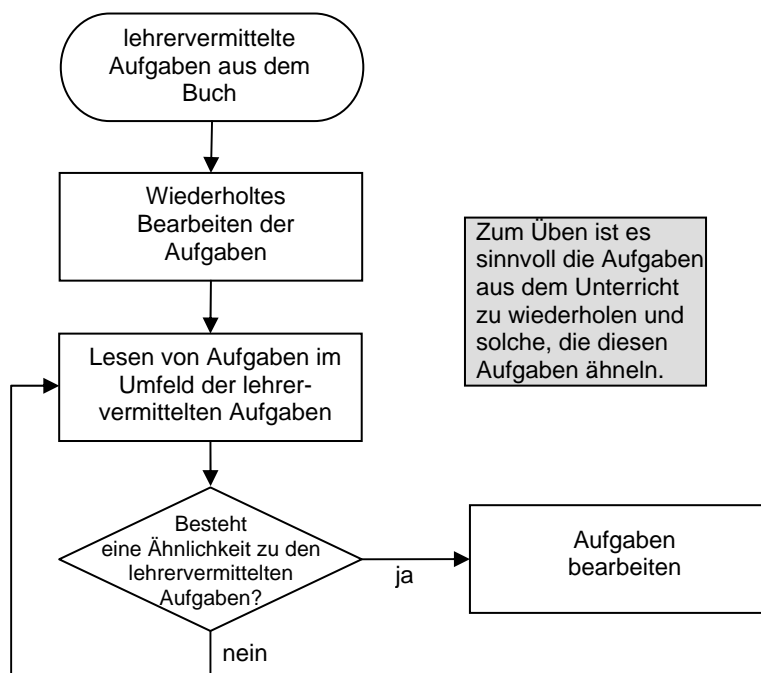 lehrervermittelte
Aufgaben aus dem
Buch
Wiederholtes
Bearbeiten der
Aufgaben
Zum Üben ist es
sinnvoll die Aufgaben
aus dem Unterricht
zu wiederholen und
solche, die diesen
Aufgaben ähneln.
Lesen von Aufgaben im
Umfeld der lehrer-
vermittelten Aufgaben
Besteht
eine Ähnlichkeit zu den
lehrervermittelten
Aufgaben?
ja
Aufgaben
bearbeiten
nein